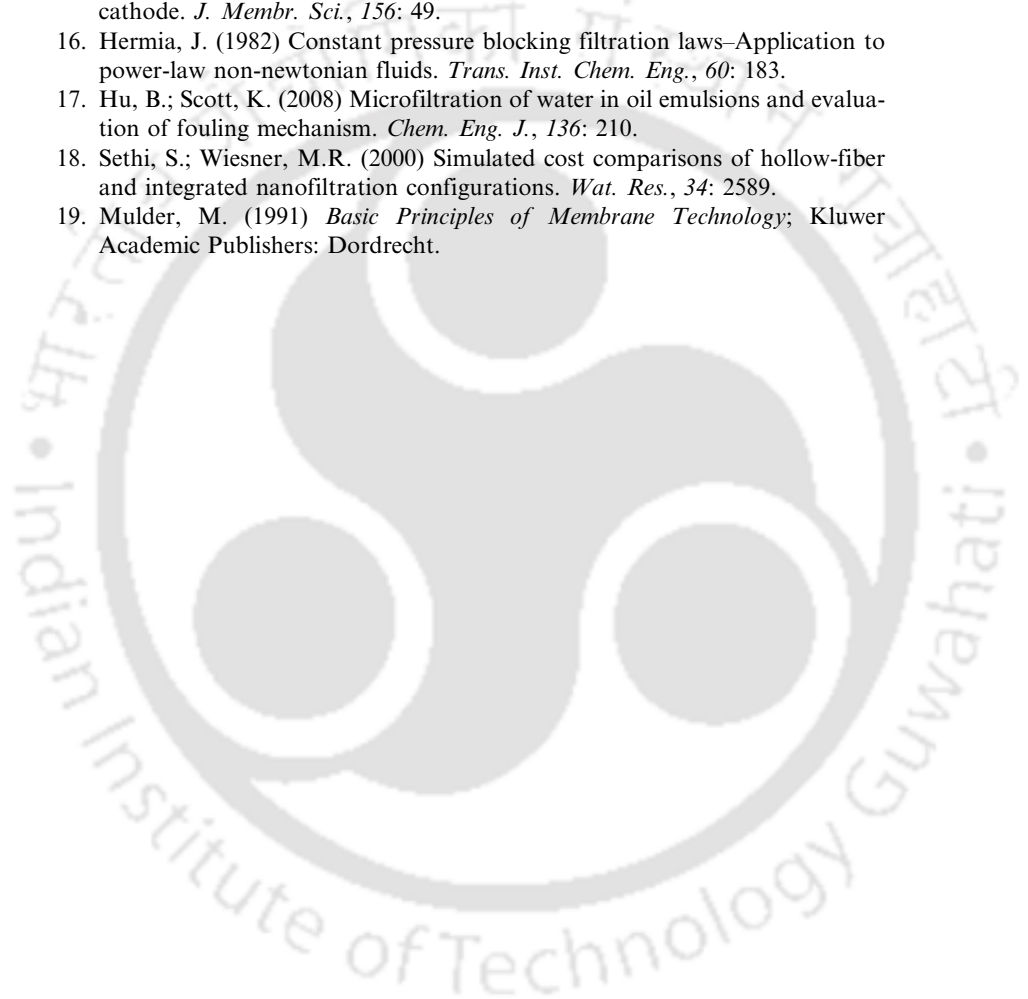 cathode. J. Membr. Sci., 156: 49.
16. Hermia, J. (1982) Constant pressure blocking filtration laws–Application to
power-law non-newtonian fluids. Trans. Inst. Chem. Eng., 60: 183.
17. Hu, B.; Scott, K. (2008) Microfiltration of water in oil emulsions and evalua-
tion of fouling mechanism. Chem. Eng. J., 136: 210.
18. Sethi, S.; Wiesner, M.R. (2000) Simulated cost comparisons of hollow-fiber
and integrated nanofiltration configurations. Wat. Res., 34: 2589.
19. Mulder, M. (1991) Basic Principles of Membrane Technology; Kluwer
Academic Publishers: Dordrecht.
Indian Institute of Technology Guwahati